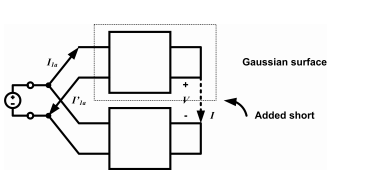 I1a
Gaussian surface
I'1a
+
V
-
I
Added short